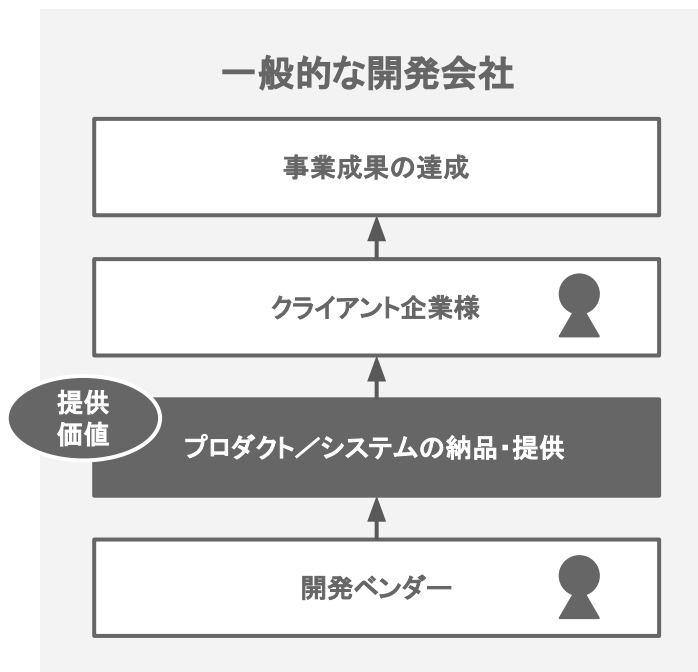 一般的な開発会社
事業成果の達成
クライアント企業様
提供
価値
プロダクト／システムの納品・提供
開発ベンダー